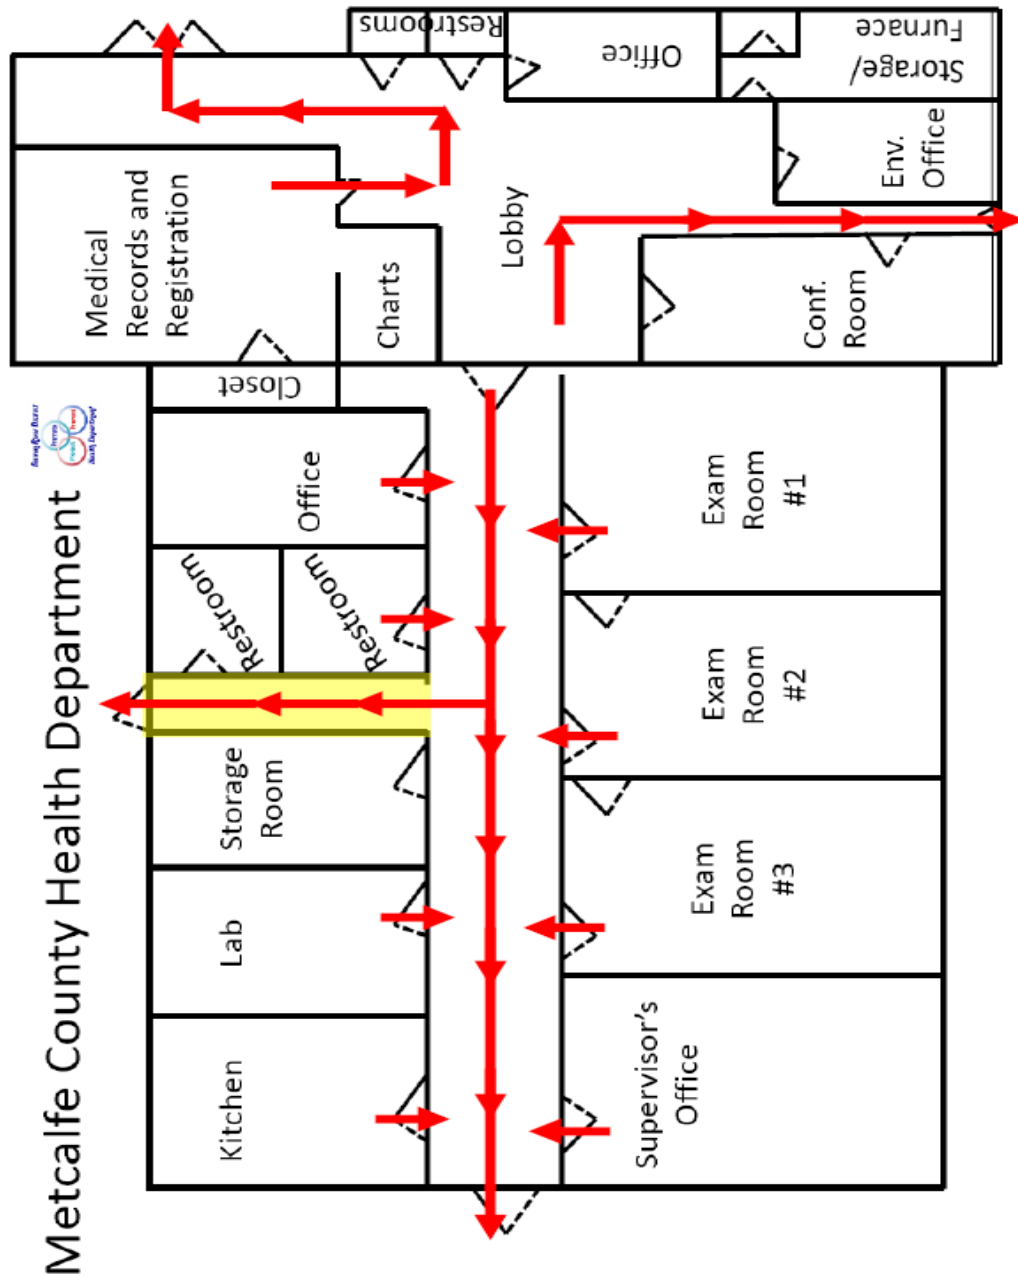 Metcalfe County Health Department
Kitchen
Lab
Storage
Room
Restroom
Restroom
Office
Closet
Medical
Records and
Registration
Charts
Lobby
Restrooms
Office
Storage/
Furnace
Env.
Office
Conf.
Room
Exam
Room
#1
Exam
Room
#2
Exam
Room
#3
Supervisor's
Office